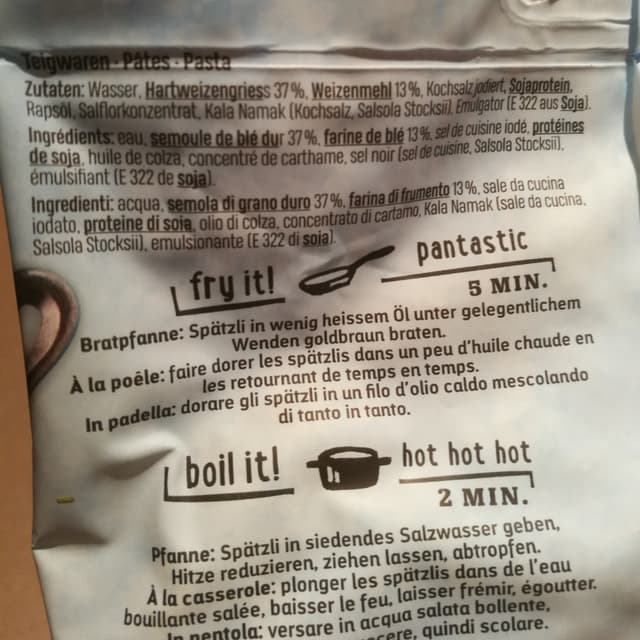 Teigwaren · Pâtes · Pasta
Zutaten: Wasser, Hartweizengriess 37%, Weizenmehl 13%, Kochsalz jodiert, Sojaprotein,
Rapsöl, Salflorkonzentrat, Kala Namak (Kochsalz, Salsola Stocksii), Emulgator (E 322 aus Soja).
Ingrédients: eau, semoule de blé dur 37%, farine de blé 13%, sel de cuisine iodé, protéines
de soja, huile de colza, concentré de carthame, sel noir (sel de cuisine, Salsola Stocksii),
émulsifiant (E 322 de soja).
Ingredienti: acqua, semola di grano duro 37%, farina di frumento 13%, sale da cucina
iodato, proteine di soia, olio di colza, concentrato di cartamo, Kala Namak (sale da cucina,
Salsola Stocksii), emulsionante (E 322 di soia).
fry it! pantastic
5 MIN.
Bratpfanne: Spätzli in wenig heissem Öl unter gelegentlichem
Wenden goldbraun braten.
À la poêle: faire dorer les spätzlis dans un peu d'huile chaude en
les retournant de temps en temps.
In padella: dorare gli spätzli in un filo d'olio caldo mescolando
di tanto in tanto.
boil it! hot hot hot
2 MIN.
Pfanne: Spätzli in siedendes Salzwasser geben,
Hitze reduzieren, ziehen lassen, abtropfen.
À la casserole: plonger les spätzlis dans de l'eau
bouillante salée, baisser le feu, laisser frémir, égoutter.
In pentola: versare in acqua salata bollente,
quindi scolare.